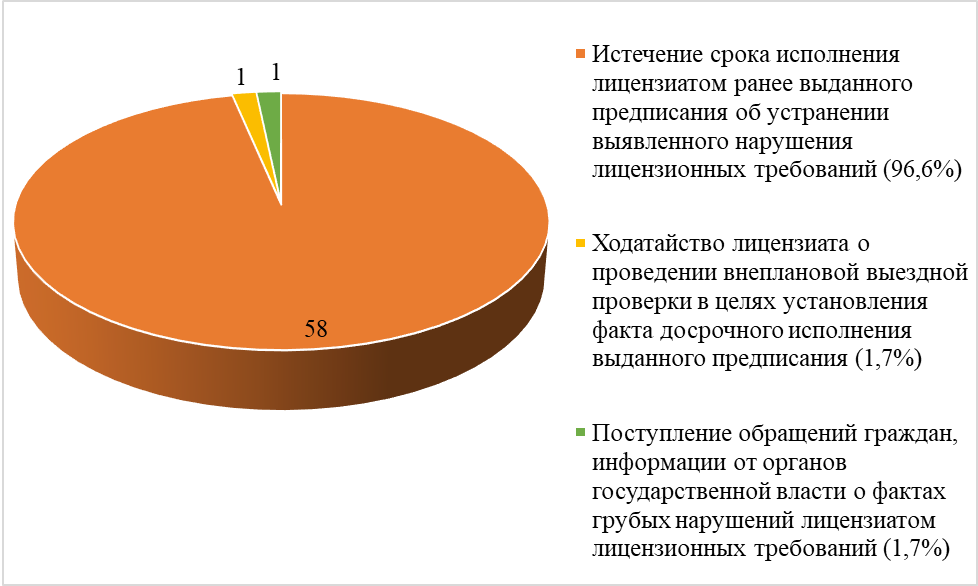 1
1
58
Истечение срока исполнения
лицензиатом ранее выданного
предписания об устранении
выявленного нарушения
лицензионных требований (96,6%)
Ходатайство лицензиата о
проведении внеплановой выездной
проверки в целях установления
факта досрочного исполнения
выданного предписания (1,7%)
Поступление обращений граждан,
информации от органов
государственной власти о фактах
грубых нарушений лицензиатом
лицензионных требований (1,7%)